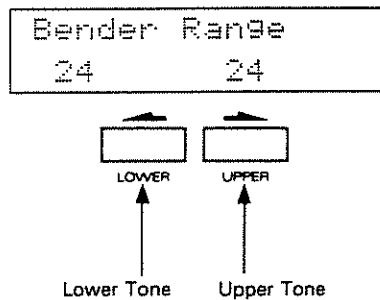 Bender Range
24 24
LOWER UPPER
Lower Tone Upper Tone